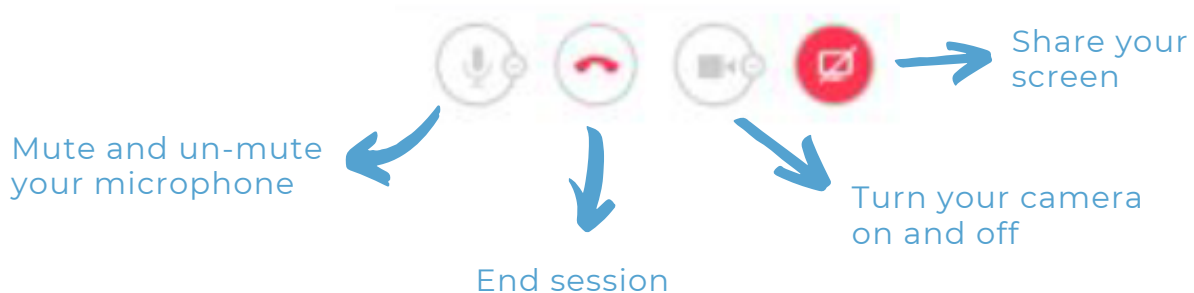 Share your
screen
Mute and un-mute
your microphone
Turn your camera
on and off
End session